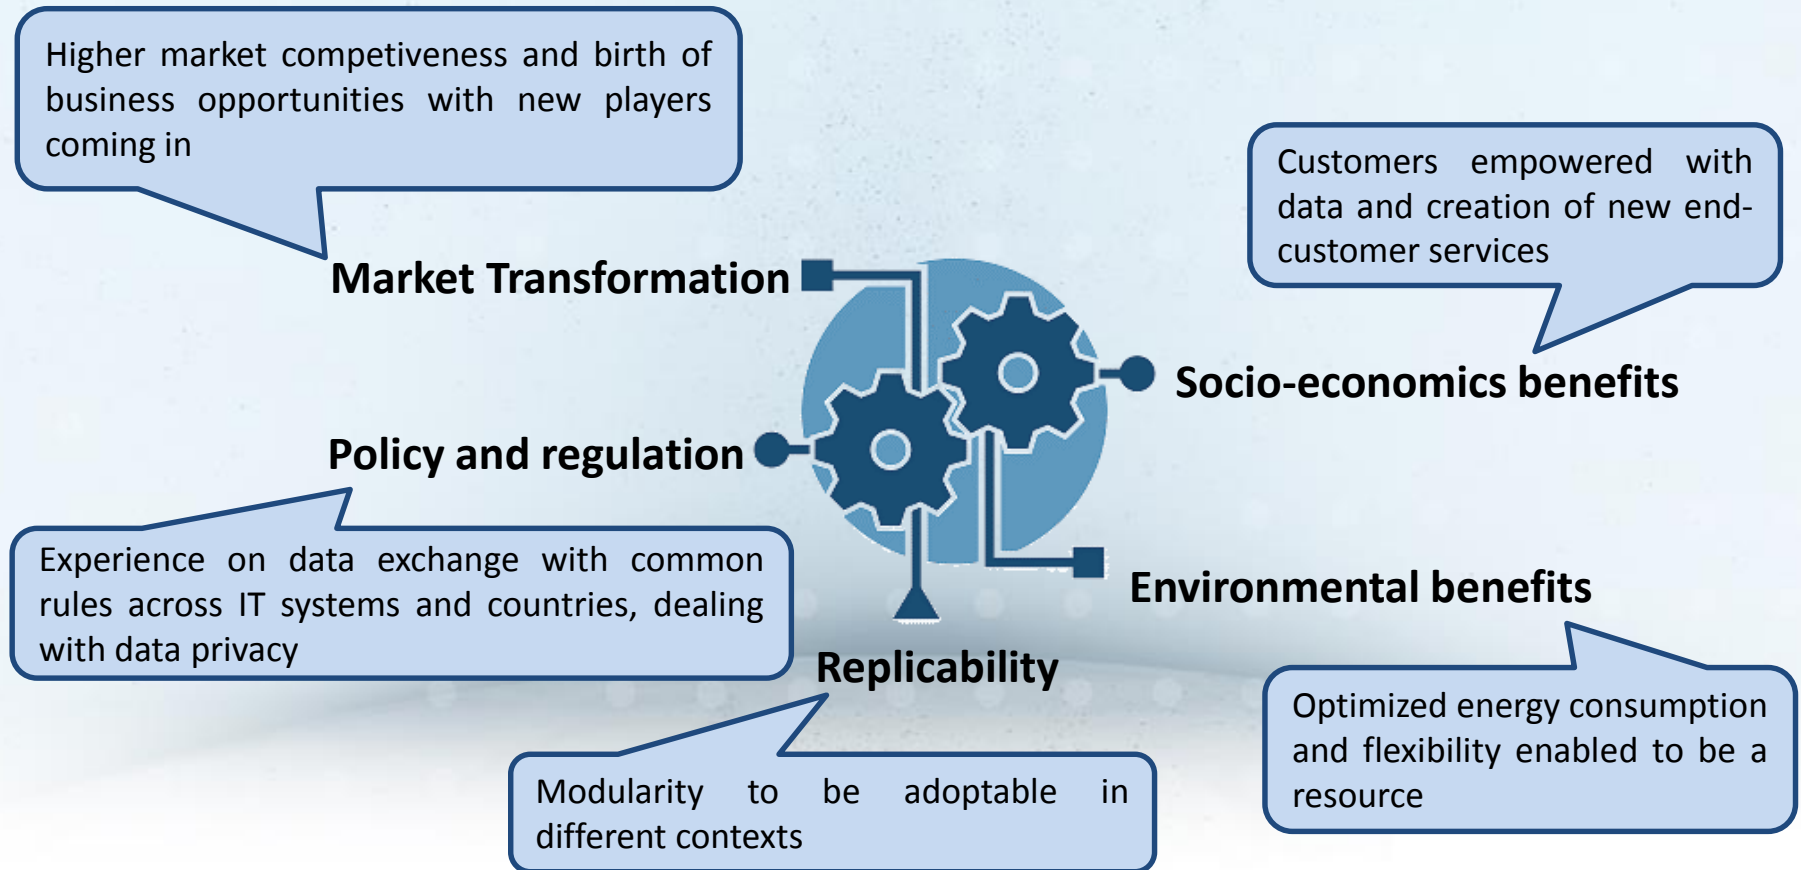 Higher market competiveness and birth of
business opportunities with new players
coming in
Market Transformation
Customers empowered with
data and creation of new end-
customer services
Socio-economics benefits
Policy and regulation
Experience on data exchange with common
rules across IT systems and countries, dealing
with data privacy
Environmental benefits
Optimized energy consumption
and flexibility enabled to be a
resource
Replicability
Modularity to be adoptable in
different contexts